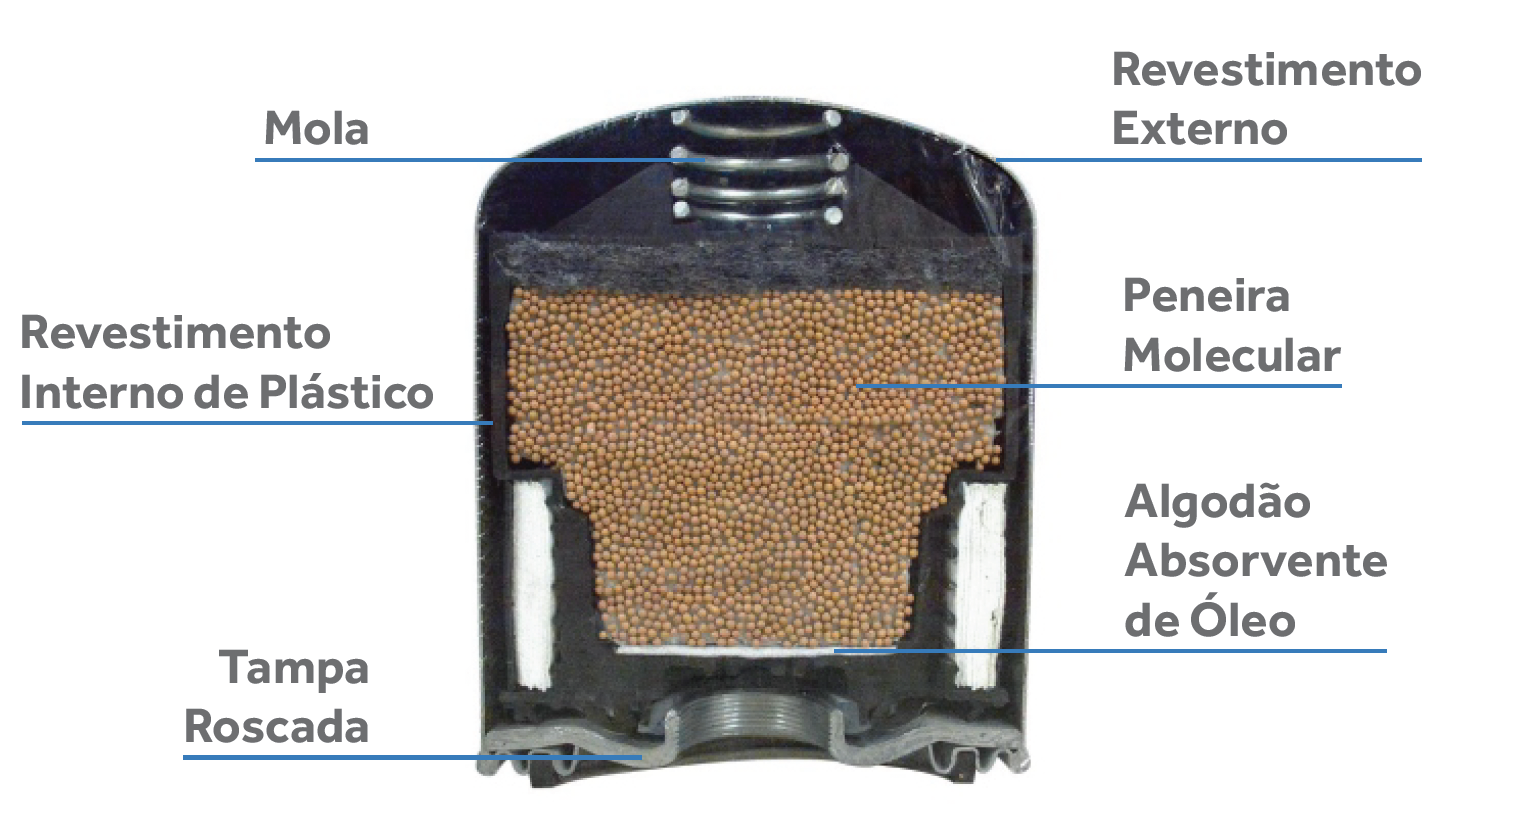 Mola
Revestimento
Externo
Peneira
Molecular
Revestimento
Interno de Plástico
Algodão
Absorvente
de Óleo
Tampa
Roscada